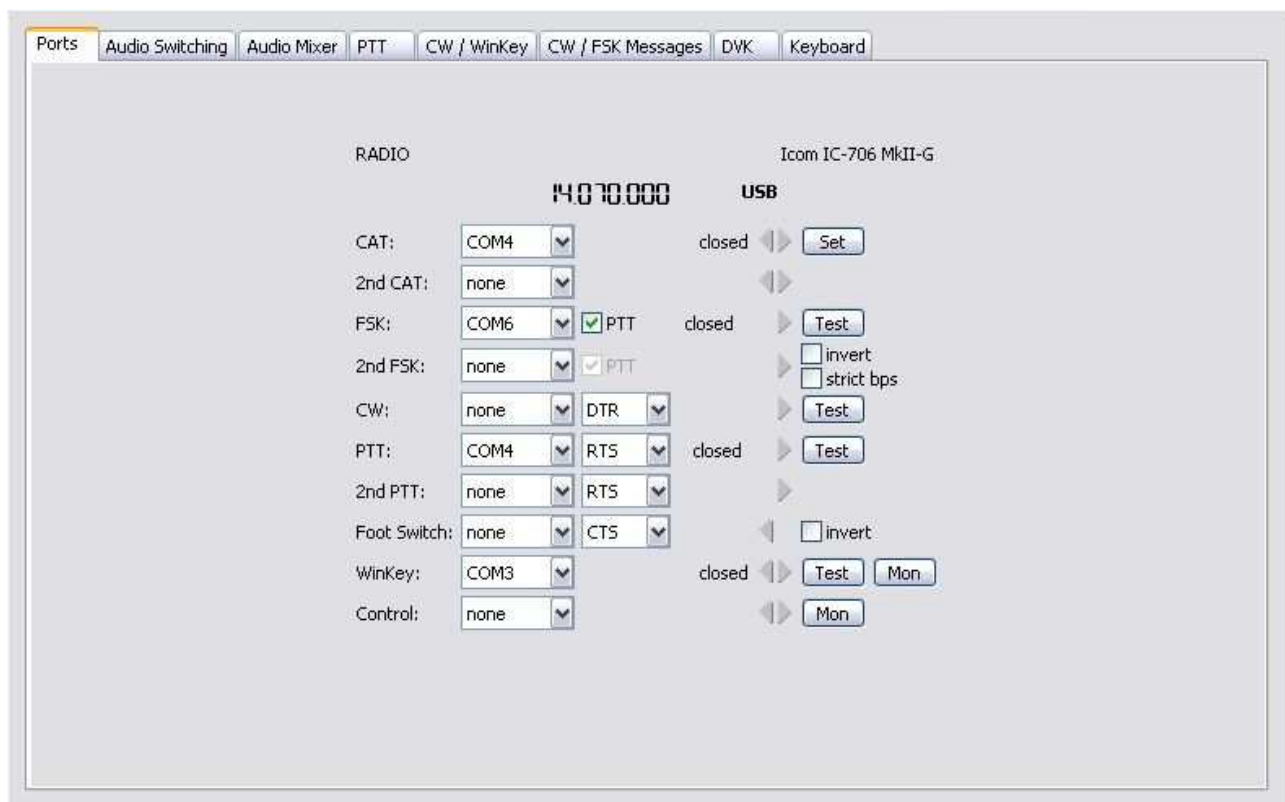 Ports Audio Switching Audio Mixer PTT CW / WinKey CW / FSK Messages DVK Keyboard
RADIO Icom IC-706 MkII-G
14.070.000 USB
CAT: COM4 closed Set
2nd CAT: none
FSK: COM6 PTT closed Test
2nd FSK: none PTT invert
strict bps
CW: none DTR Test
PTT: COM4 RTS closed Test
2nd PTT: none RTS
Foot Switch: none CTS invert
WinKey: COM3 closed Test Mon
Control: none Mon